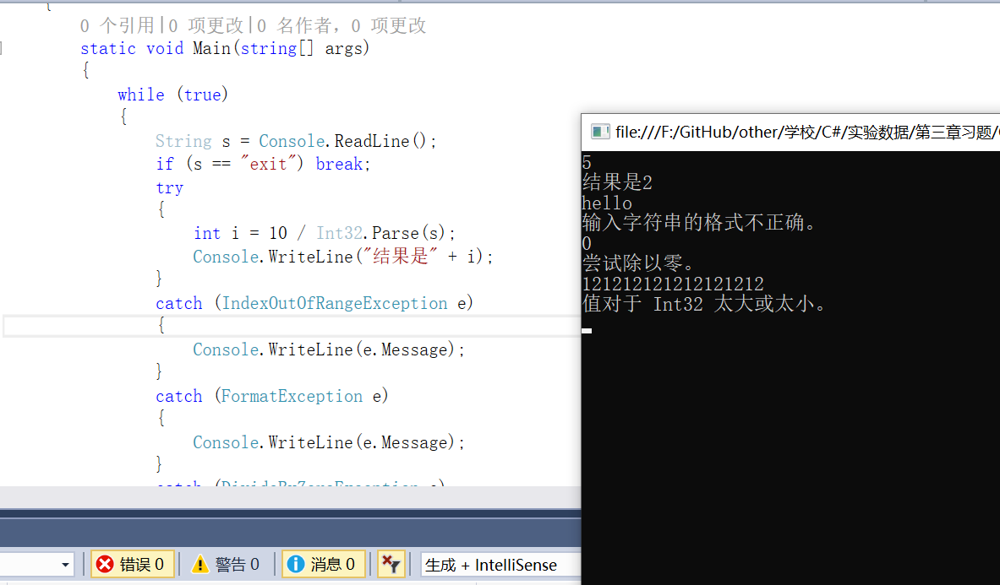 {
0 个引用|0 项更改|0 名作者，0 项更改
static void Main(string[] args)
{
while (true)
{
String s = Console.ReadLine();
if (s == "exit") break;
try
{
int i = 10 / Int32.Parse(s);
Console.WriteLine("结果是" + i);
}
catch (IndexOutOfRangeException e)
{
Console.WriteLine(e.Message);
}
catch (FormatException e)
{
Console.WriteLine(e.Message);
}
catch (DivideByZeroException e)
file:///F:/GitHub/other/学校/C#/实验数据/第三章习题/
5
结果是2
hello
输入字符串的格式不正确。
0
尝试除以零。
121212121212121212
值对于 Int32 太大或太小。
错误 0
警告 0
消息 0
生成 + IntelliSense